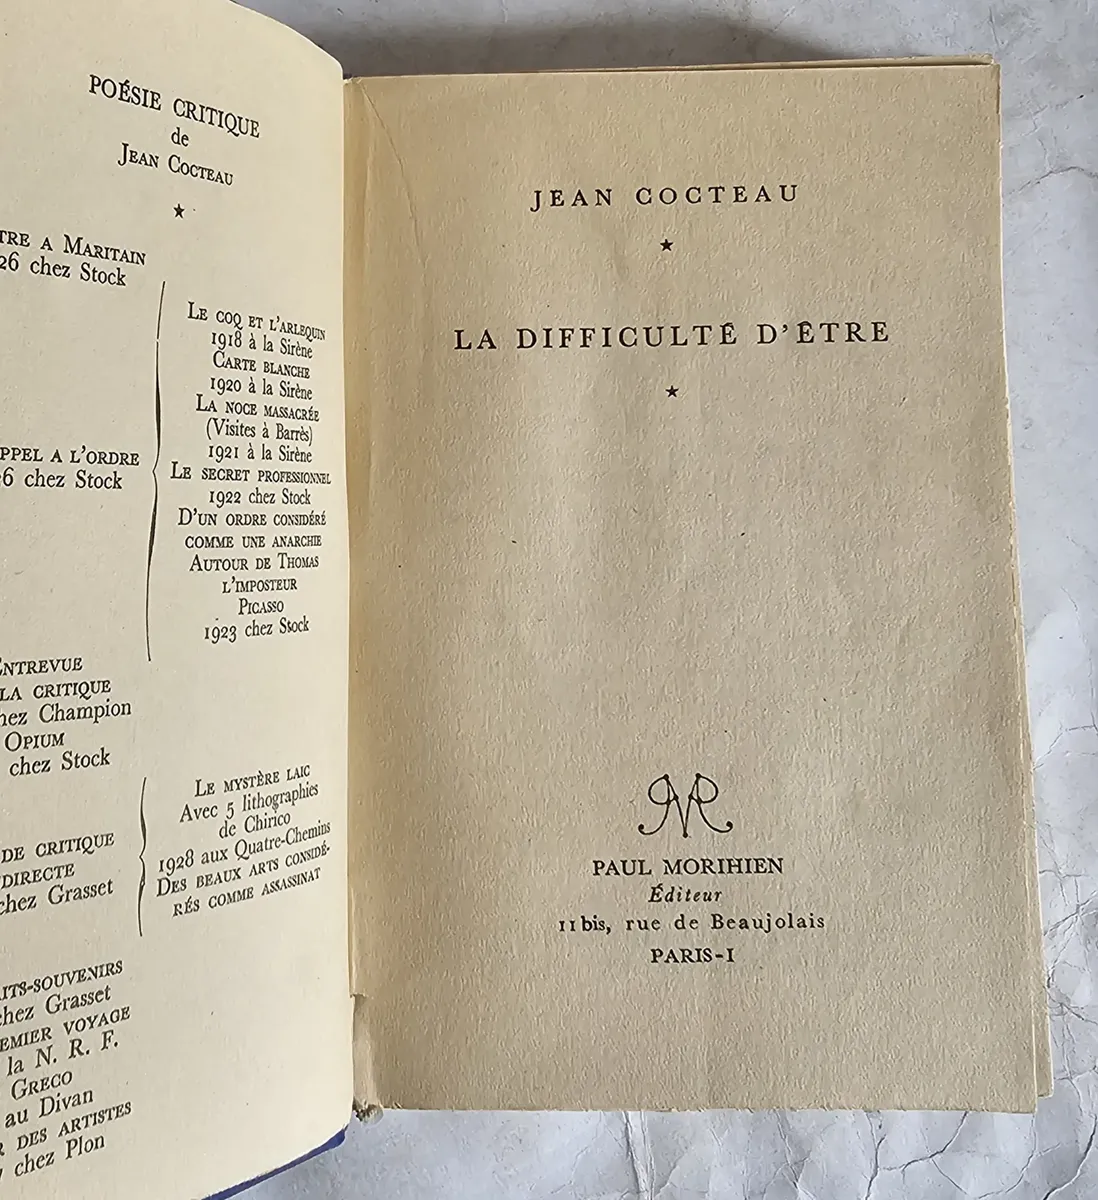 POÉSIE CRITIQUE
de
JEAN COCTEAU
★
TRE A MARITAIN
26 chez Stock
LE COQ ET L'ARLEQUIN
1918 à la Sirène
CARTE BLANCHE
1920 à la Sirène
LA NOCE MASSACRÉE
(Visites à Barrès)
1921 à la Sirène
PPEL A L'ORDRE
6 chez Stock
LE SECRET PROFESSIONNEL
1922 chez Stock
D'UN ORDRE CONSIDÉRÉ
COMME UNE ANARCHIE
AUTOUR DE THOMAS
L'IMPOSTEUR
PICASSO
1923 chez Stock
ENTREVUE
LA CRITIQUE
hez Champion
OPIUM
chez Stock
LE MYSTÈRE LAIC
Avec 5 lithographies
de Chirico
1928 aux Quatre-Chemins
DES BEAUX ARTS CONSIDÉ-
RÉS COMME ASSASSINAT
DE CRITIQUE
DIRECTE
chez Grasset
AITS-SOUVENIRS
chez Grasset
EMIER VOYAGE
la N. R. F.
GRECO
au Divan
R DES ARTISTES
7 chez Plon
JEAN COCTEAU
★
LA DIFFICULTÉ D'ÊTRE
★
PAUL MORIHIEN
Éditeur
11 bis, rue de Beaujolais
PARIS-I